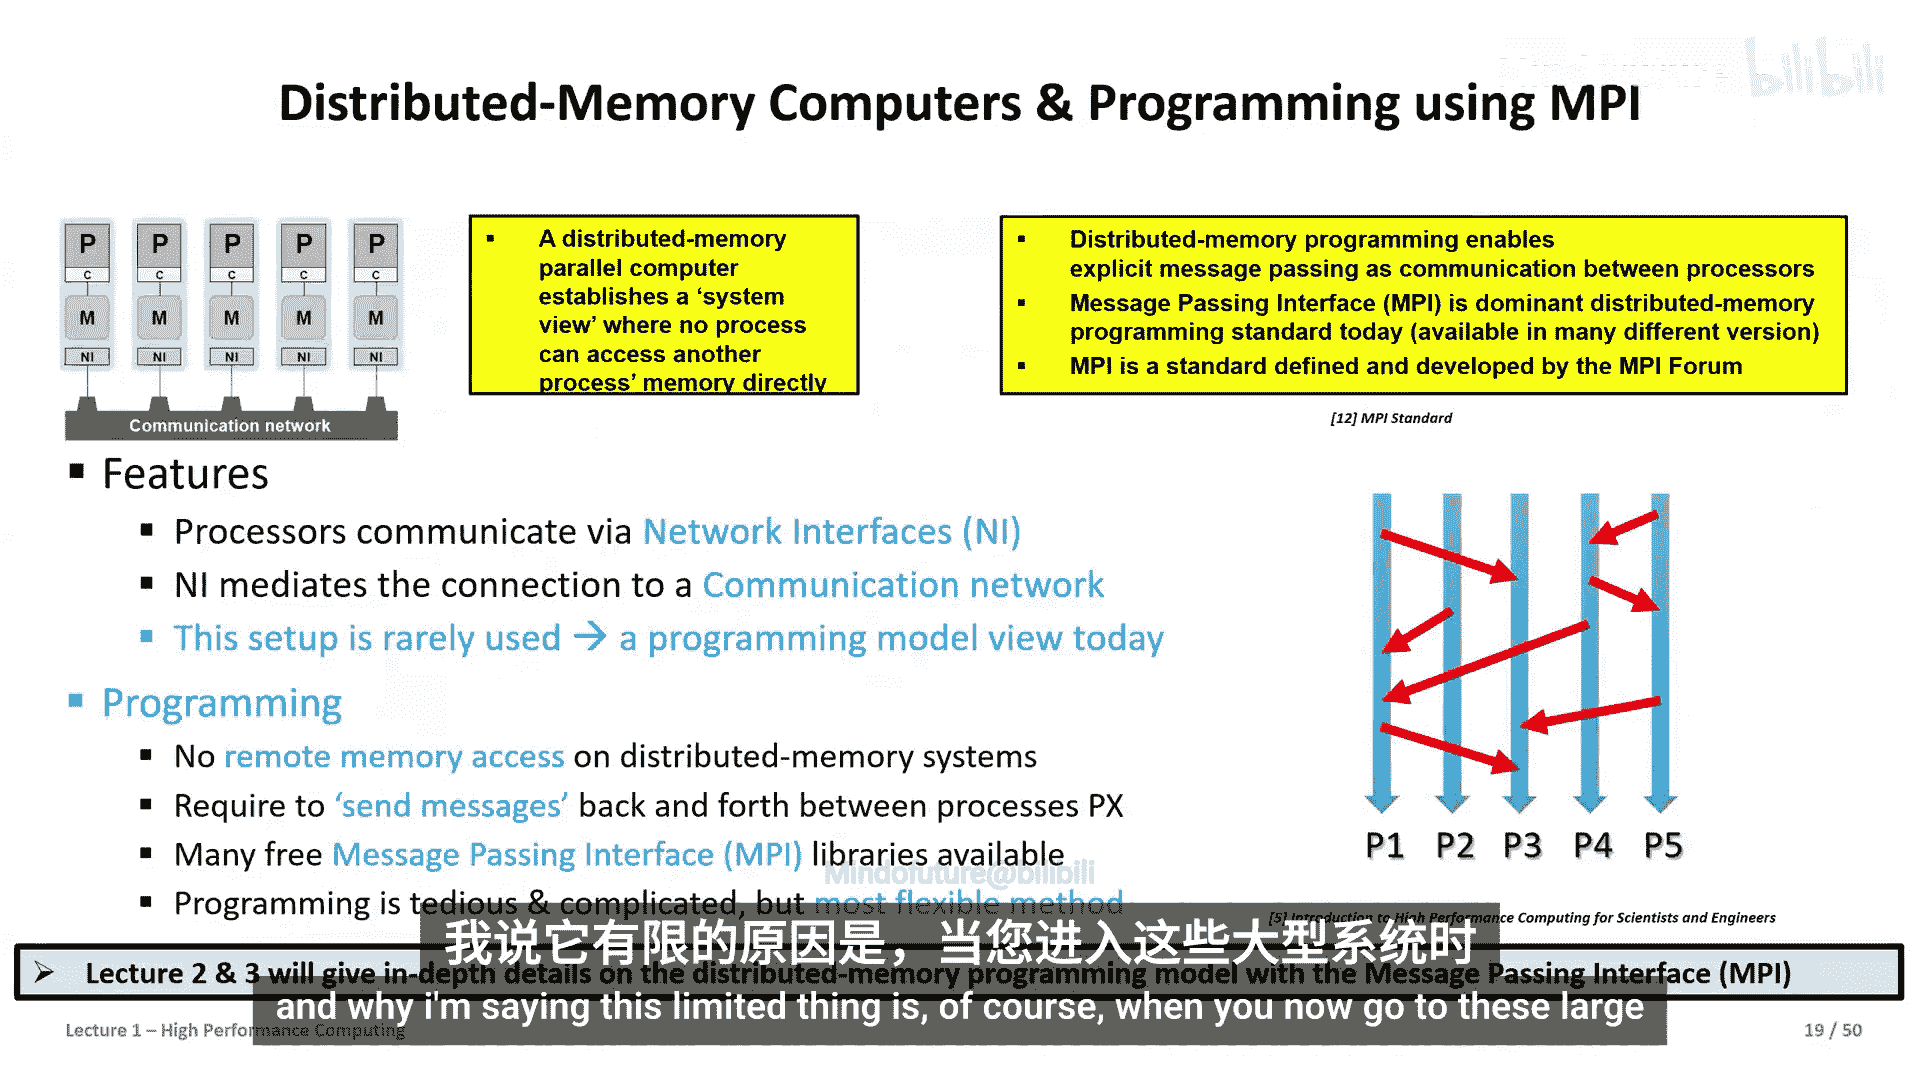 bilibili
Distributed-Memory Computers & Programming using MPI
P P P P P
C C C C C
M M M M M
NI NI NI NI NI
Communication network
▪ A distributed-memory
parallel computer
establishes a ‘system
view’ where no process
can access another
process’ memory directly
▪ Distributed-memory programming enables
explicit message passing as communication between processors
▪ Message Passing Interface (MPI) is dominant distributed-memory
programming standard today (available in many different version)
▪ MPI is a standard defined and developed by the MPI Forum
[12] MPI Standard
▪ Features
▪ Processors communicate via Network Interfaces (NI)
▪ NI mediates the connection to a Communication network
▪ This setup is rarely used → a programming model view today
▪ Programming
▪ No remote memory access on distributed-memory systems
▪ Require to ‘send messages’ back and forth between processes PX
▪ Many free Message Passing Interface (MPI) libraries available
▪ Programming is tedious & complicated, but most flexible method
P1 P2 P3 P4 P5
Mindofuture@bilibili
[5] Introduction to High Performance Computing for Scientists and Engineers
我说它有限的原因是，当您进入这些大型系统时
➢ Lecture 2 & 3 will give in-depth details on the distributed-memory programming model with the Message Passing Interface (MPI)
and why i'm saying this limited thing is, of course, when you now go to these large
Lecture 1 – High Performance Computing
19 / 50